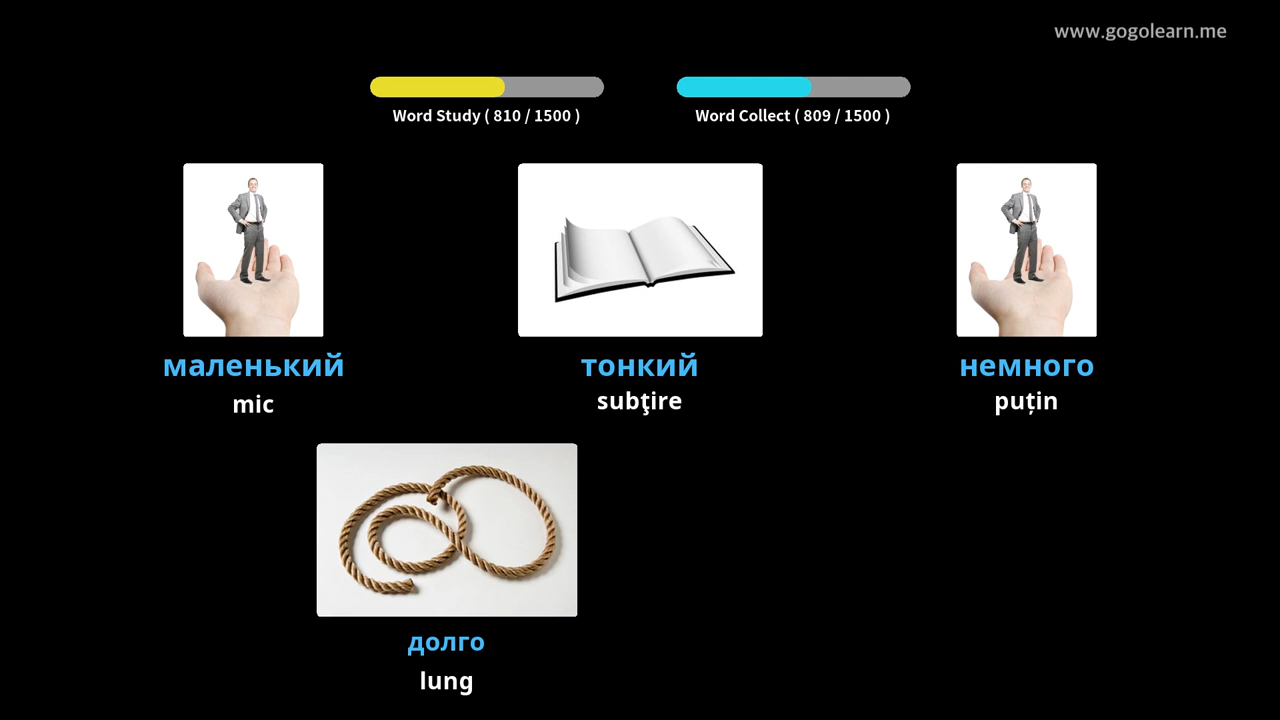 www.gogolearn.me
Word Study ( 810 / 1500 )
Word Collect ( 809 / 1500 )
маленький
mic
тонкий
subţire
немного
puțin
долго
lung